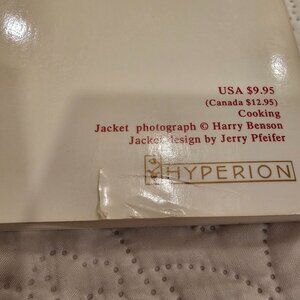 USA $9.95
(Canada $12.95)
Cooking
Jacket photograph © Harry Benson
Jacket design by Jerry Pfeifer
HYPERION